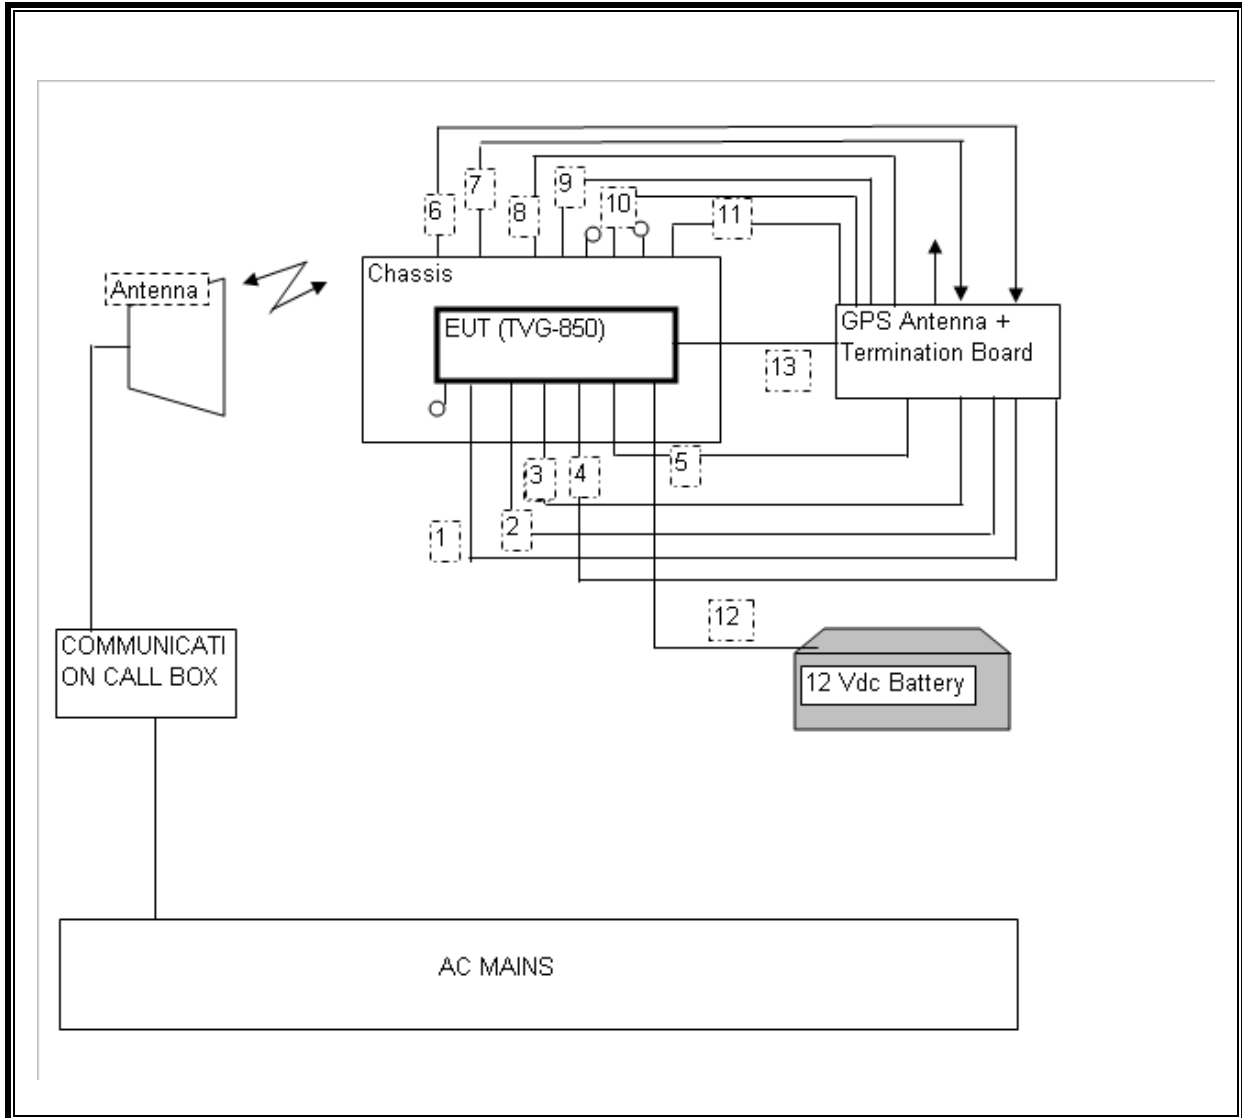 6
7
8
9
10
11
Antenna
Chassis
EUT (TVG-850)
GPS Antenna +
Termination Board
13
3
4
5
1
2
12
COMMUNICATI
ON CALL BOX
12 Vdc Battery
AC MAINS